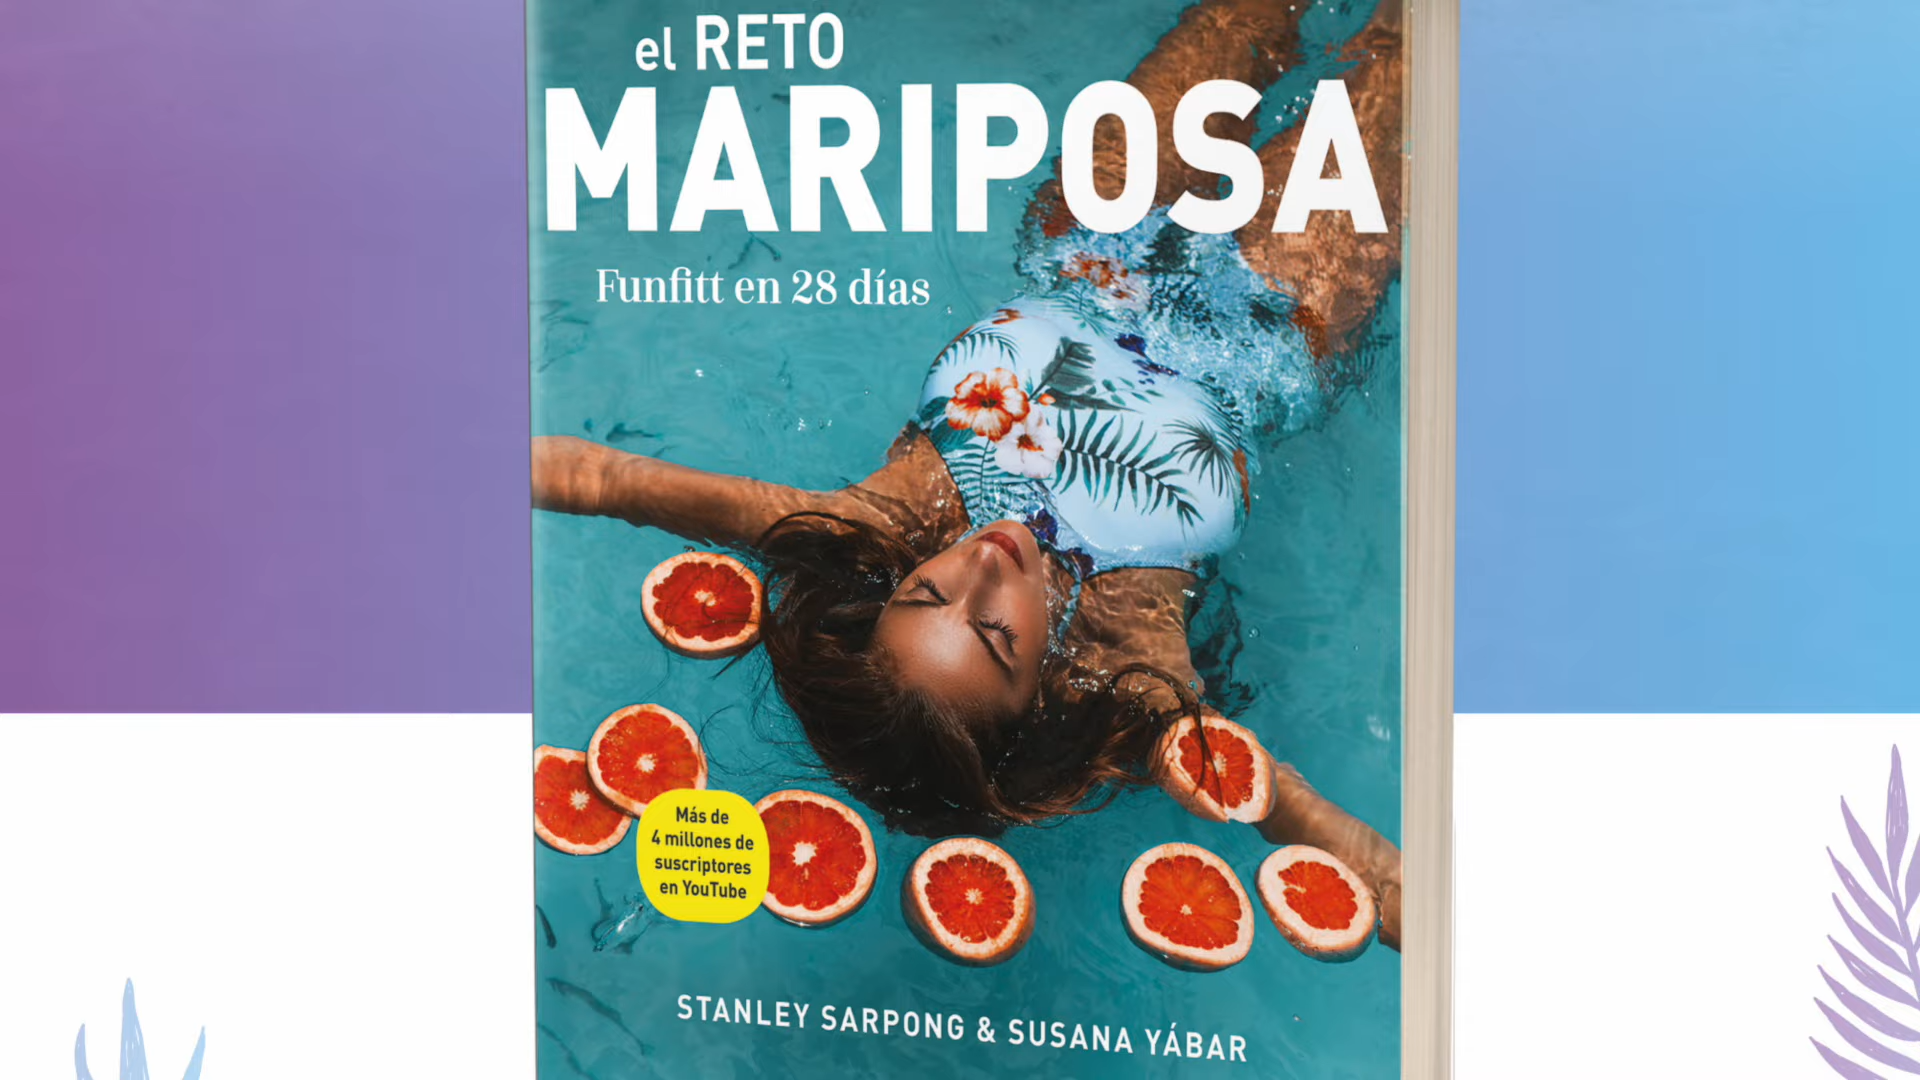 el RETO
MARIPOSA
Funfitt en 28 días
Más de
4 millones de
suscriptores
en YouTube
STANLEY SARPONG & SUSANA YÁBAR